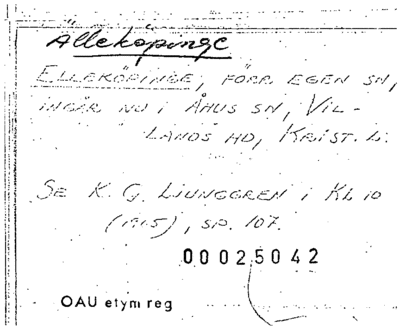 Älleköpinge
ELLEKÖPINGE, FÖRR EGEN SN,
INGÅR NU I ÅHUS SN, VIL-
LANDS HD, KRIST. L.
SE K. G. LJUNGGREN I KL 10
(1965), SP. 107.
00025042
OAU etym reg